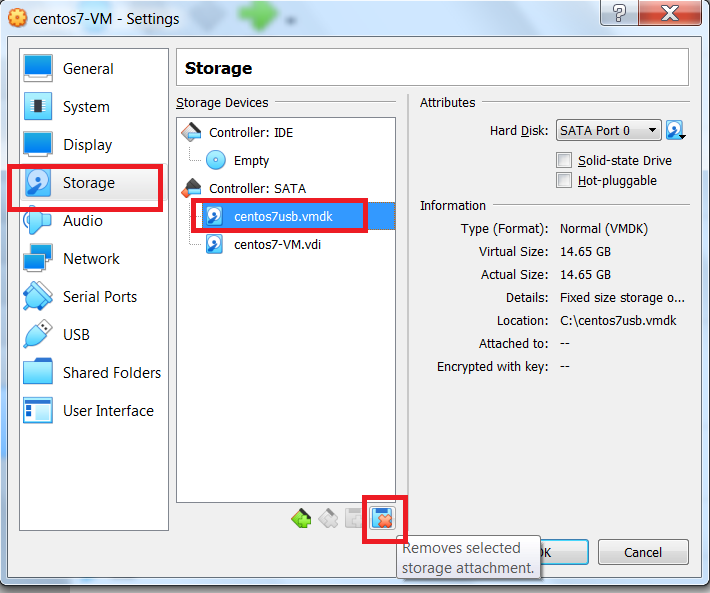 centos7-VM - Settings
General
System
Display
Storage
Audio
Network
Serial Ports
USB
Shared Folders
User Interface
Storage
Storage Devices
Controller: IDE
Empty
Controller: SATA
centos7usb.vmdk
centos7-VM.vdi
Attributes
Hard Disk: SATA Port 0
Solid-state Drive
Hot-pluggable
Information
Type (Format): Normal (VMDK)
Virtual Size: 14.65 GB
Actual Size: 14.65 GB
Details: Fixed size storage o...
Location: C:\centos7usb.vmdk
Attached to: --
Encrypted with key: --
Removes selected
storage attachment.
Cancel